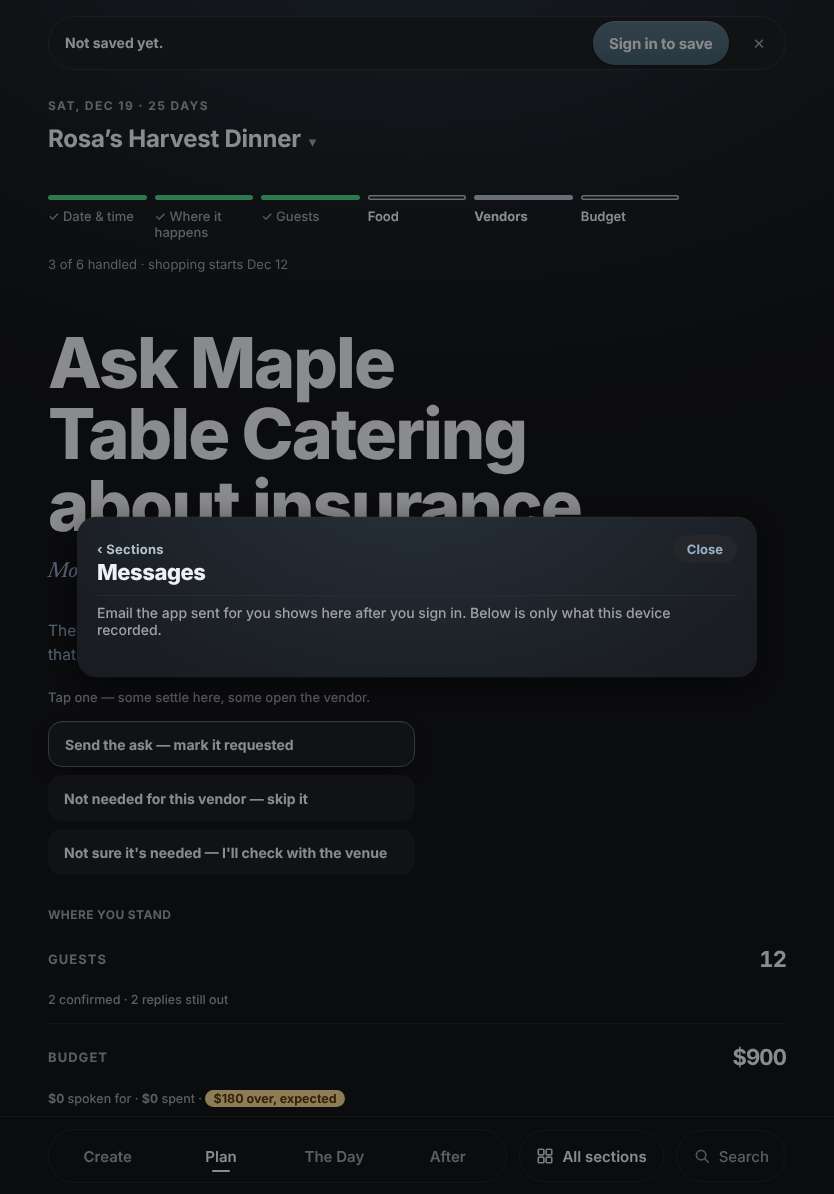 Not saved yet.
Sign in to save ×
SAT, DEC 19 · 25 DAYS
Rosa’s Harvest Dinner ▾
✓ Date & time
✓ Where it
happens
✓ Guests
Food
Vendors
Budget
3 of 6 handled · shopping starts Dec 12
Ask Maple
Table Catering
about insurance
Mo
‹ Sections
Close
Messages
Email the app sent for you shows here after you sign in. Below is only what this device
recorded.
The
that
Tap one — some settle here, some open the vendor.
Send the ask — mark it requested
Not needed for this vendor — skip it
Not sure it's needed — I'll check with the venue
WHERE YOU STAND
GUESTS 12
2 confirmed · 2 replies still out
BUDGET $900
$0 spoken for · $0 spent · $180 over, expected
Create Plan The Day After All sections Search